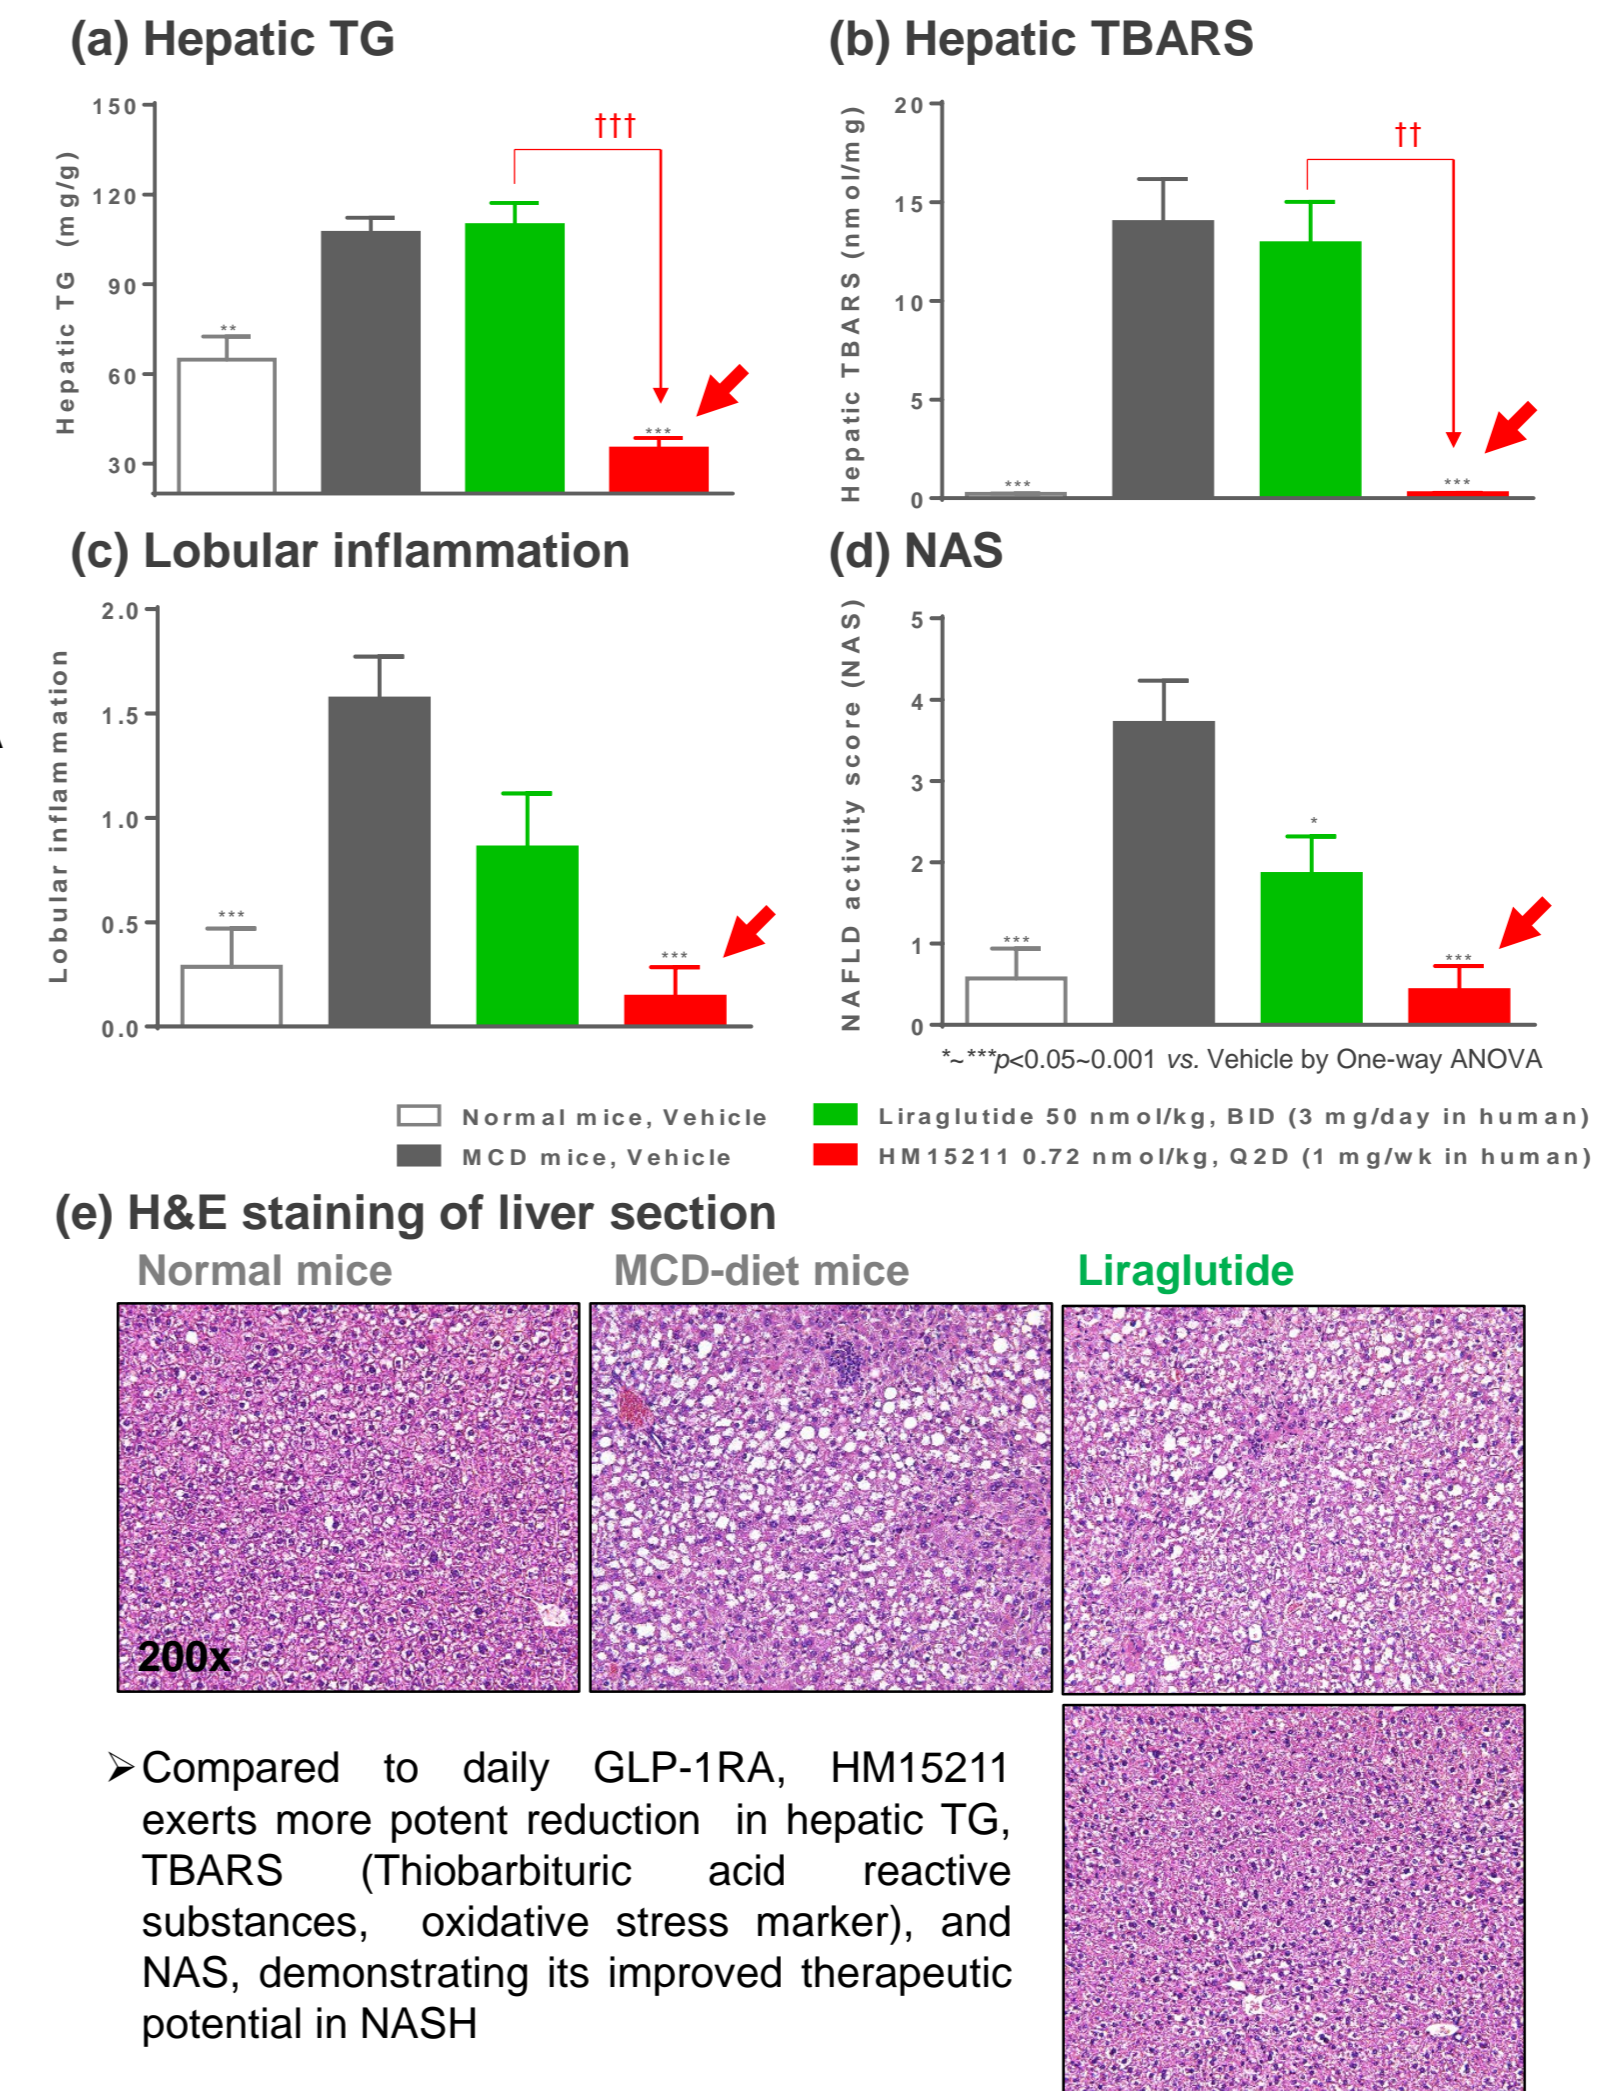 (a) Hepatic TG
Hepatic TG (mg/g)
150
120
90
60
30
**
†††
***
(b) Hepatic TBARS
Hepatic TBARS (nmol/mg)
20
15
10
5
0
***
††
***
(c) Lobular inflammation
Lobular inflammation
2.0
1.5
1.0
0.5
0.0
***
***
(d) NAS
NAFLD activity score (NAS)
5
4
3
2
1
0
***
*
***
*~***p<0.05~0.001 vs. Vehicle by One-way ANOVA
Normal mice, Vehicle
MCD mice, Vehicle
Liraglutide 50 nmol/kg, BID (3 mg/day in human)
HM15211 0.72 nmol/kg, Q2D (1 mg/wk in human)
(e) H&E staining of liver section
Normal mice
MCD-diet mice
Liraglutide
200x
➢Compared to daily GLP-1RA, HM15211
exerts more potent reduction in hepatic TG,
TBARS (Thiobarbituric acid reactive
substances, oxidative stress marker), and
NAS, demonstrating its improved therapeutic
potential in NASH